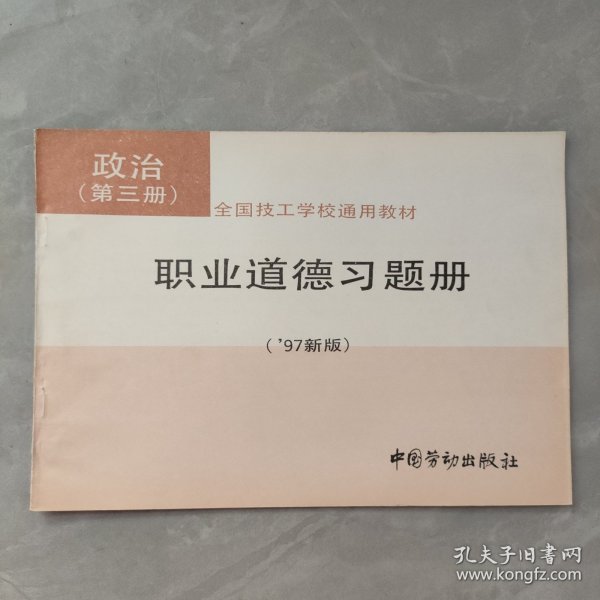 政治
（第三册）
全国技工学校通用教材
职业道德习题册
（’97新版）
中国劳动出版社
孔夫子旧书网
www.kongfz.com